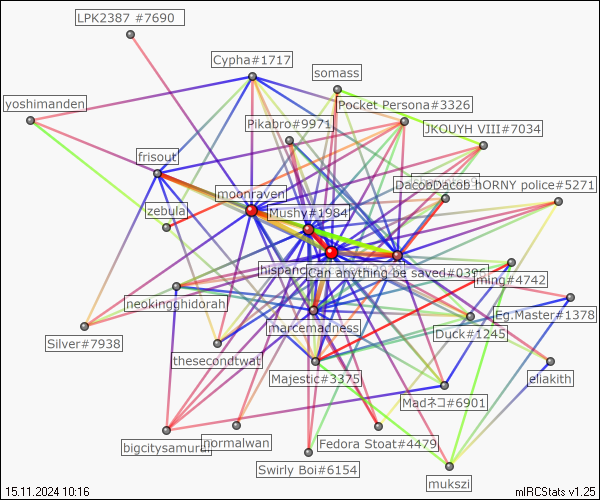 LPK2387 #7690
Cypha#1717
somass
yoshimanden
Pocket Persona#3326
Pikabro#9971
JKOUYH VIII#7034
frisout
DacobDacob
hORNY police#5271
moonraven
zebula
Mushy#1984
hispanic
Can anything be saved#0396
ming#4742
neokingghidorah
Eg.Master#1378
marcemadness
Duck#1245
Silver#7938
thesecondtwat
Majestic#3375
eliakith
Madネコ#6901
bigcitysamurai
normalwan
Fedora Stoat#4479
Swirly Boi#6154
mukszi
15.11.2024 10:16
mIRCStats v1.25